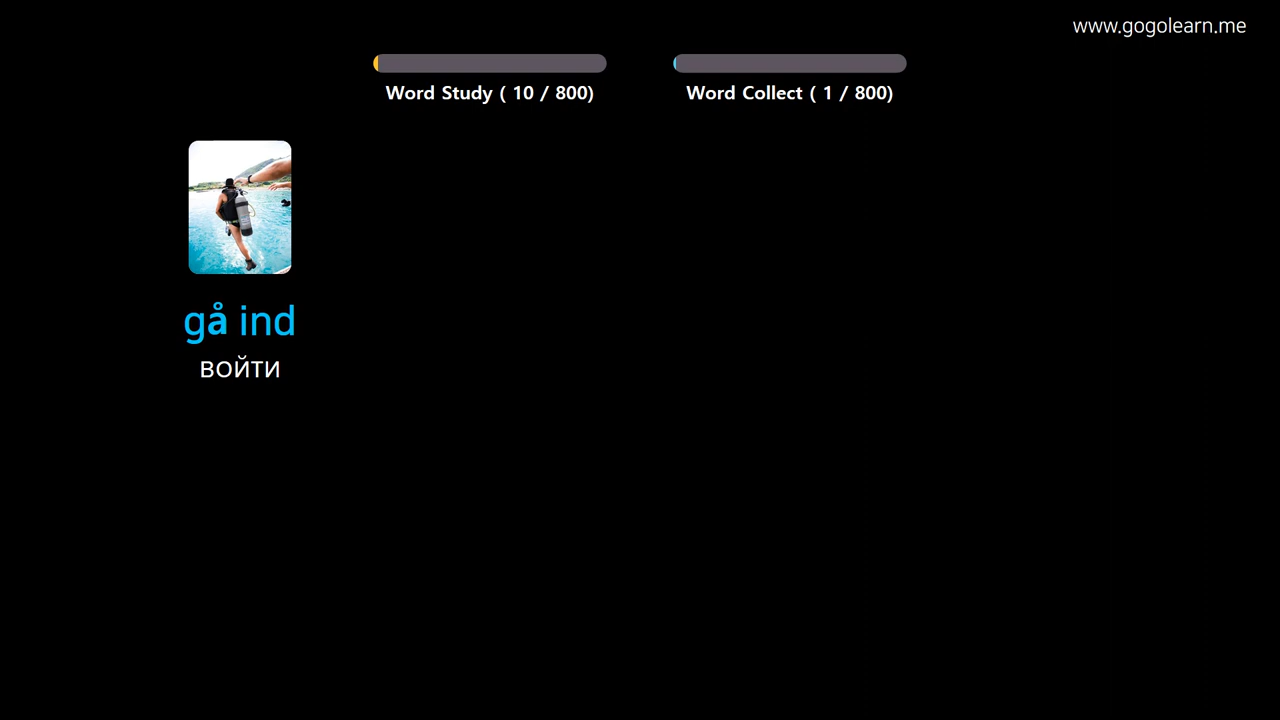 www.gogolearn.me
Word Study ( 10 / 800)
Word Collect ( 1 / 800)
gå ind
войти